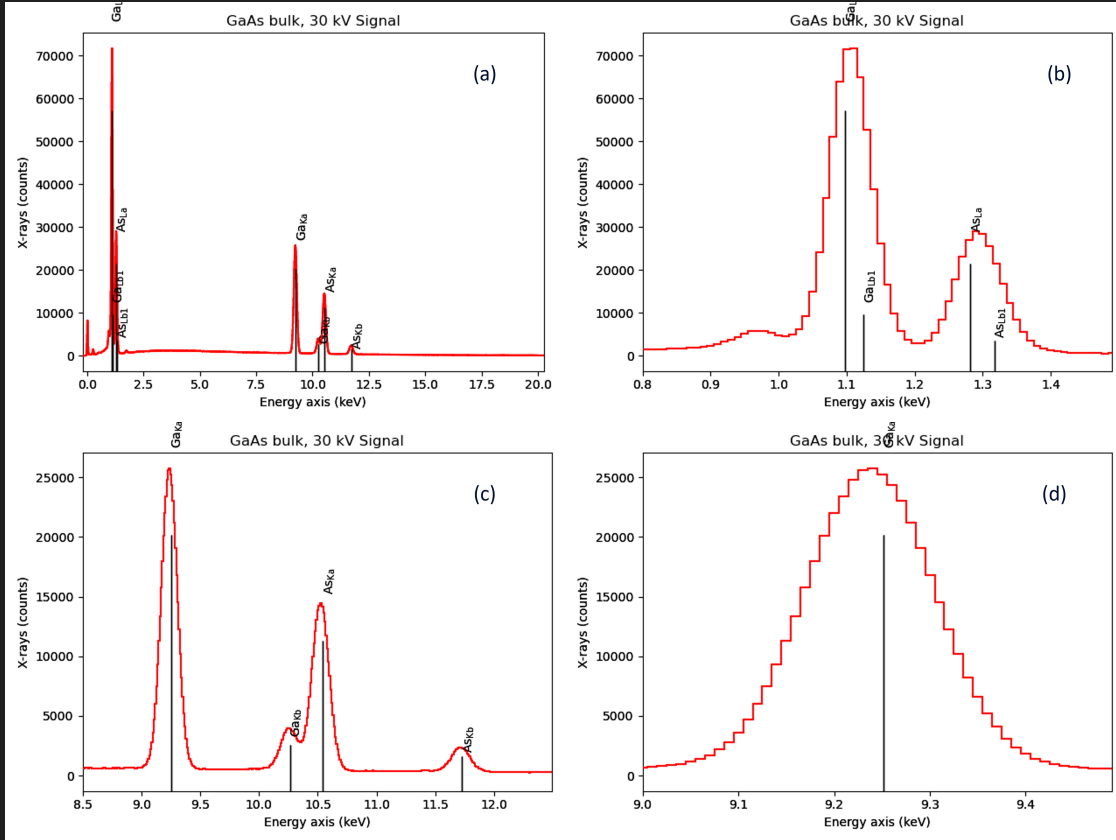 GaAs bulk, 30 kV Signal
(a)
X-rays (counts)
70000
60000
50000
40000
30000
20000
10000
0
AsLa
GaLb1
AsLb1
GaKa
AsKa
GaKb
AsKb
0.0 2.5 5.0 7.5 10.0 12.5 15.0 17.5 20.0
Energy axis (keV)
GaAs bulk, 30 kV Signal
(b)
X-rays (counts)
70000
60000
50000
40000
30000
20000
10000
0
GaLb1
AsLa
AsLb1
0.8 0.9 1.0 1.1 1.2 1.3 1.4
Energy axis (keV)
GaAs bulk, 30 kV Signal
(c)
X-rays (counts)
25000
20000
15000
10000
5000
0
GaKa
GaKb
AsKa
AsKb
8.5 9.0 9.5 10.0 10.5 11.0 11.5 12.0
Energy axis (keV)
GaAs bulk, 30 kV Signal
(d)
X-rays (counts)
25000
20000
15000
10000
5000
0
GaKa
9.0 9.1 9.2 9.3 9.4
Energy axis (keV)